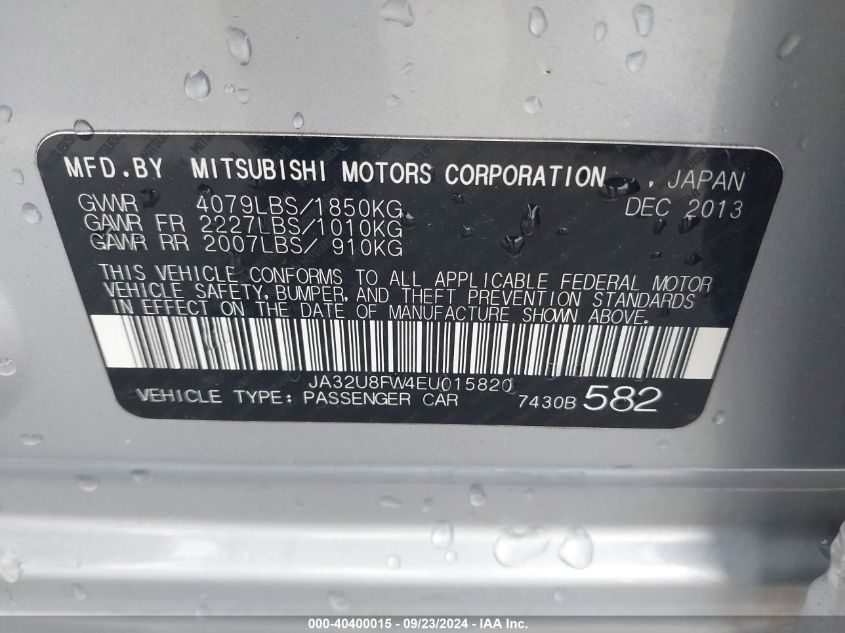 MFD.BY MITSUBISHI MOTORS CORPORATION , JAPAN
GVWR 4079LBS/1850KG DEC 2013
GAWR FR 2227LBS/1010KG
GAWR RR 2007LBS/ 910KG
THIS VEHICLE CONFORMS TO ALL APPLICABLE FEDERAL MOTOR
VEHICLE SAFETY, BUMPER, AND THEFT PREVENTION STANDARDS
IN EFFECT ON THE DATE OF MANUFACTURE SHOWN ABOVE.
JA32U8FW4EU015820
VEHICLE TYPE: PASSENGER CAR 7430B 582
000-40400015 - 09/23/2024 - IAA Inc.